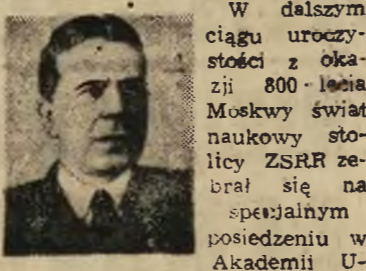 W dalszym
ciągu uroczy-
stości z oka-
zji 800-lecia
Moskwy świat
naukowy sto-
licy ZSRR ze-
brał się na
specjalnym
posiedzeniu w
Akademii U-